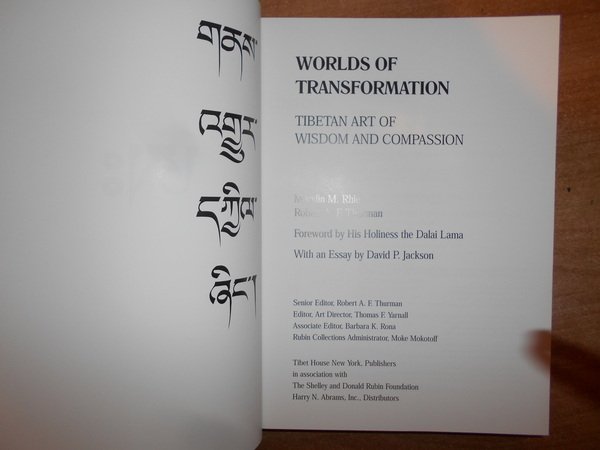 གནས་
འགྱུར་
དཀྱིལ་
ཞིང་།
WORLDS OF
TRANSFORMATION
TIBETAN ART OF
WISDOM AND COMPASSION
M. Rhie
Robert A. F. Thurman
Foreword by His Holiness the Dalai Lama
With an Essay by David P. Jackson
Senior Editor, Robert A. F. Thurman
Editor, Art Director, Thomas F. Yarnall
Associate Editor, Barbara K. Rona
Rubin Collections Administrator, Moke Mokotoff
Tibet House New York, Publishers
in association with
The Shelley and Donald Rubin Foundation
Harry N. Abrams, Inc., Distributors